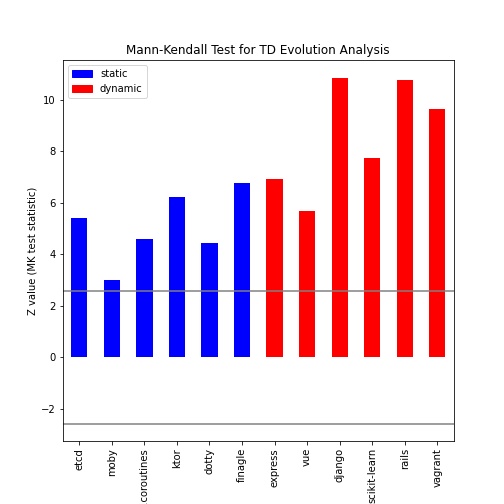 Mann-Kendall Test for TD Evolution Analysis
static
dynamic
Z value (MK test statistic)
10
8
6
4
2
0
−2
etcd
moby
coroutines
ktor
dotty
finagle
express
vue
django
scikit-learn
rails
vagrant